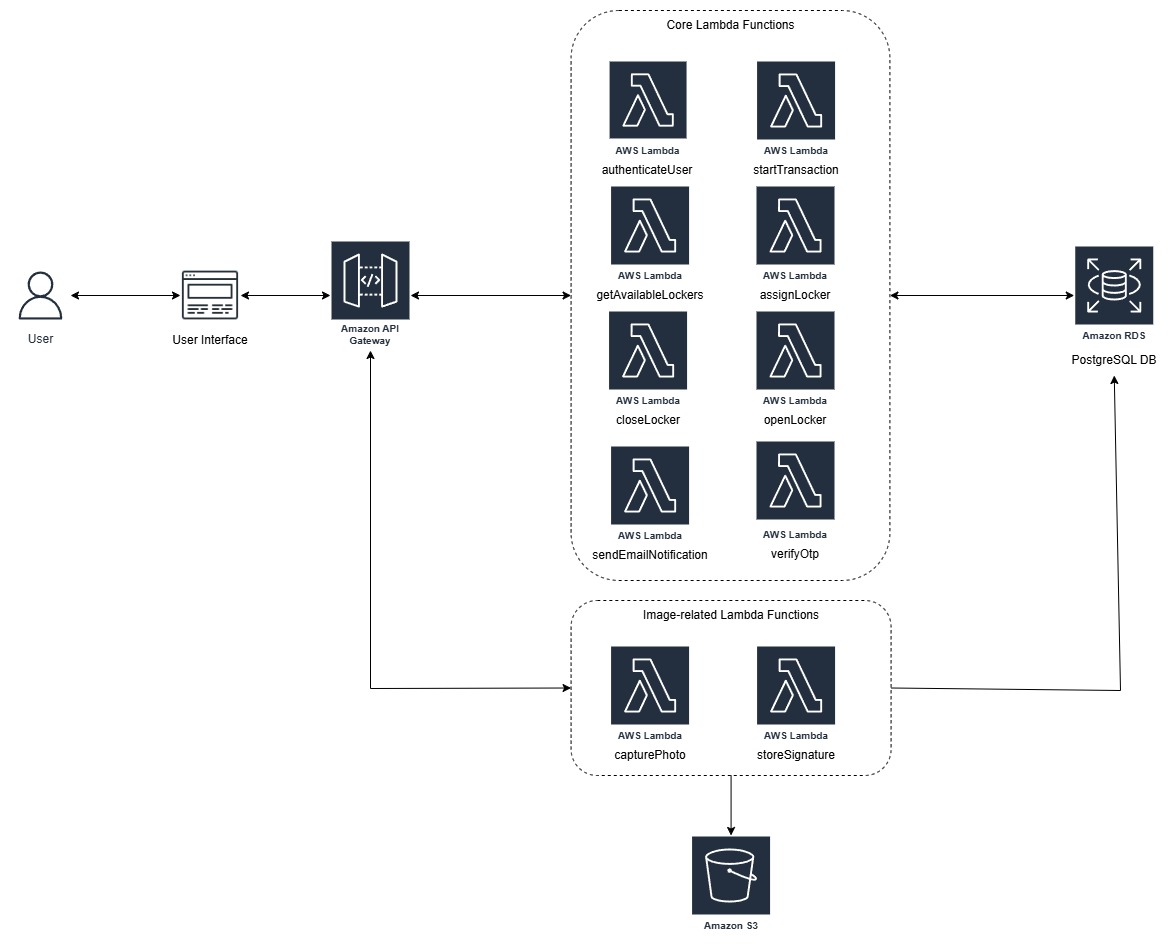 Core Lambda Functions
AWS Lambda
authenticateUser
AWS Lambda
startTransaction
AWS Lambda
getAvailableLockers
AWS Lambda
assignLocker
AWS Lambda
closeLocker
AWS Lambda
openLocker
AWS Lambda
sendEmailNotification
AWS Lambda
verifyOtp
User
User Interface
</>
Amazon API
Gateway
Amazon RDS
PostgreSQL DB
Image-related Lambda Functions
AWS Lambda
capturePhoto
AWS Lambda
storeSignature
Amazon S3